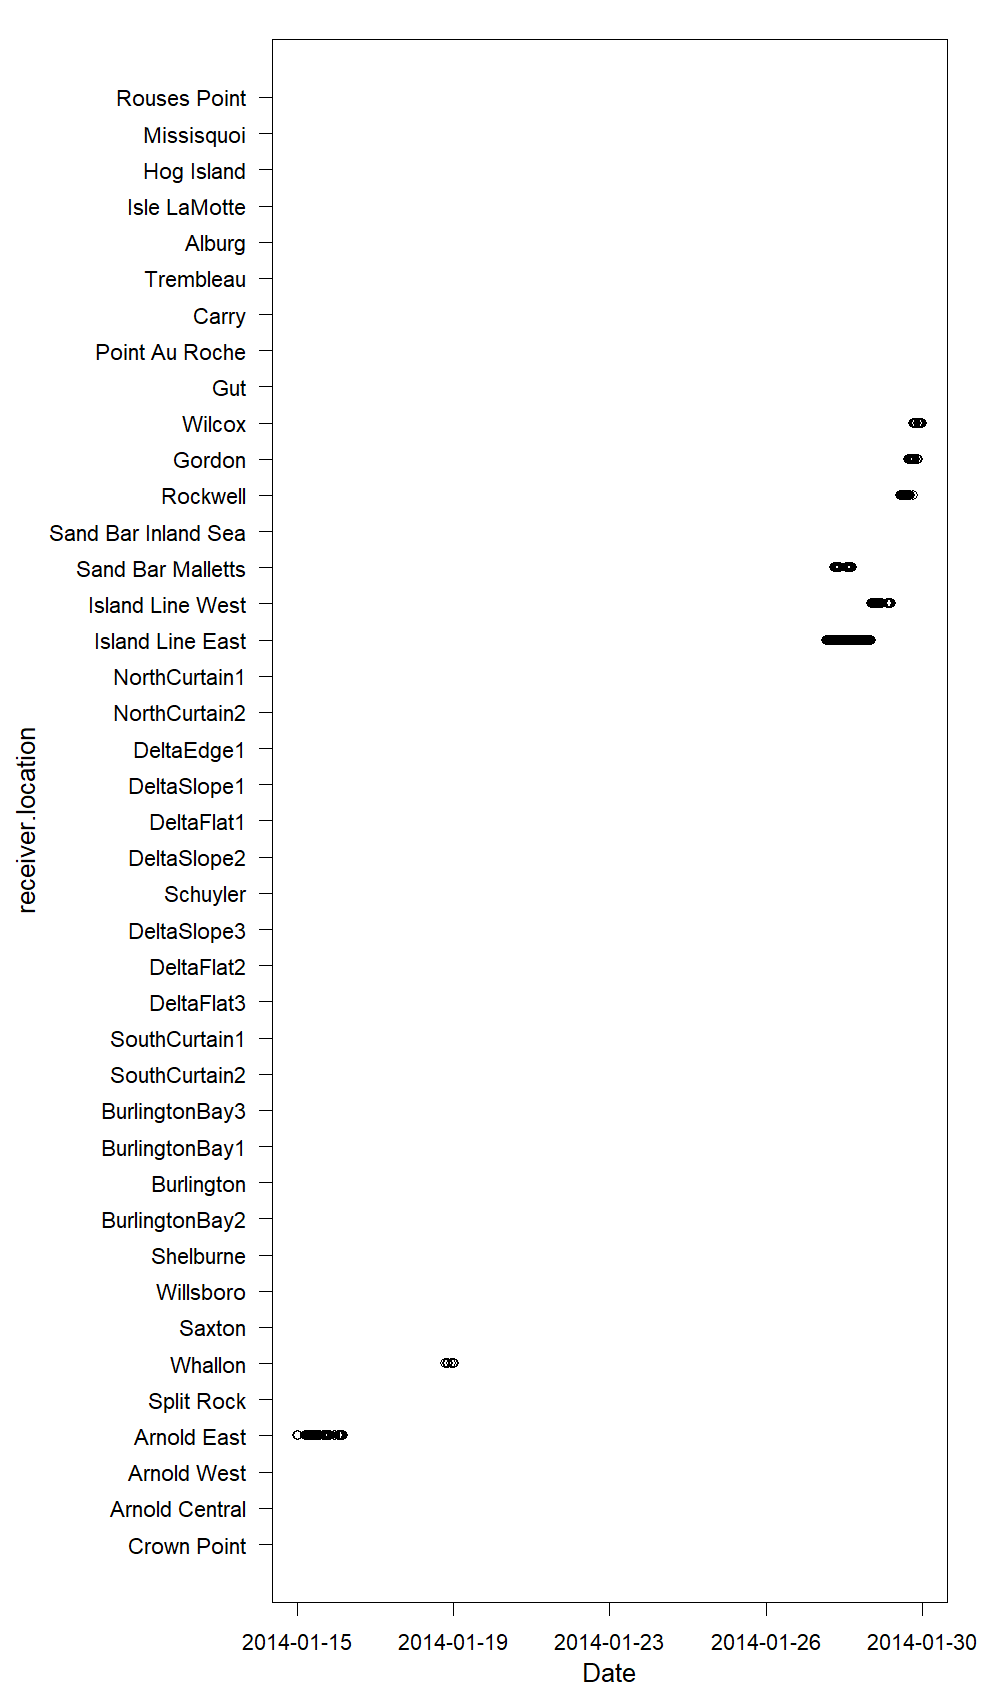 Rouses Point
Missisquoi
Hog Island
Isle LaMotte
Alburg
Trembleau
Carry
Point Au Roche
Gut
Wilcox
Gordon
Rockwell
Sand Bar Inland Sea
Sand Bar Malletts
Island Line West
Island Line East
NorthCurtain1
NorthCurtain2
DeltaEdge1
DeltaSlope1
DeltaFlat1
DeltaSlope2
Schuyler
DeltaSlope3
DeltaFlat2
DeltaFlat3
SouthCurtain1
SouthCurtain2
BurlingtonBay3
BurlingtonBay1
Burlington
BurlingtonBay2
Shelburne
Willsboro
Saxton
Whallon
Split Rock
Arnold East
Arnold West
Arnold Central
Crown Point
receiver.location
2014-01-15 2014-01-19 2014-01-23 2014-01-26 2014-01-30
Date